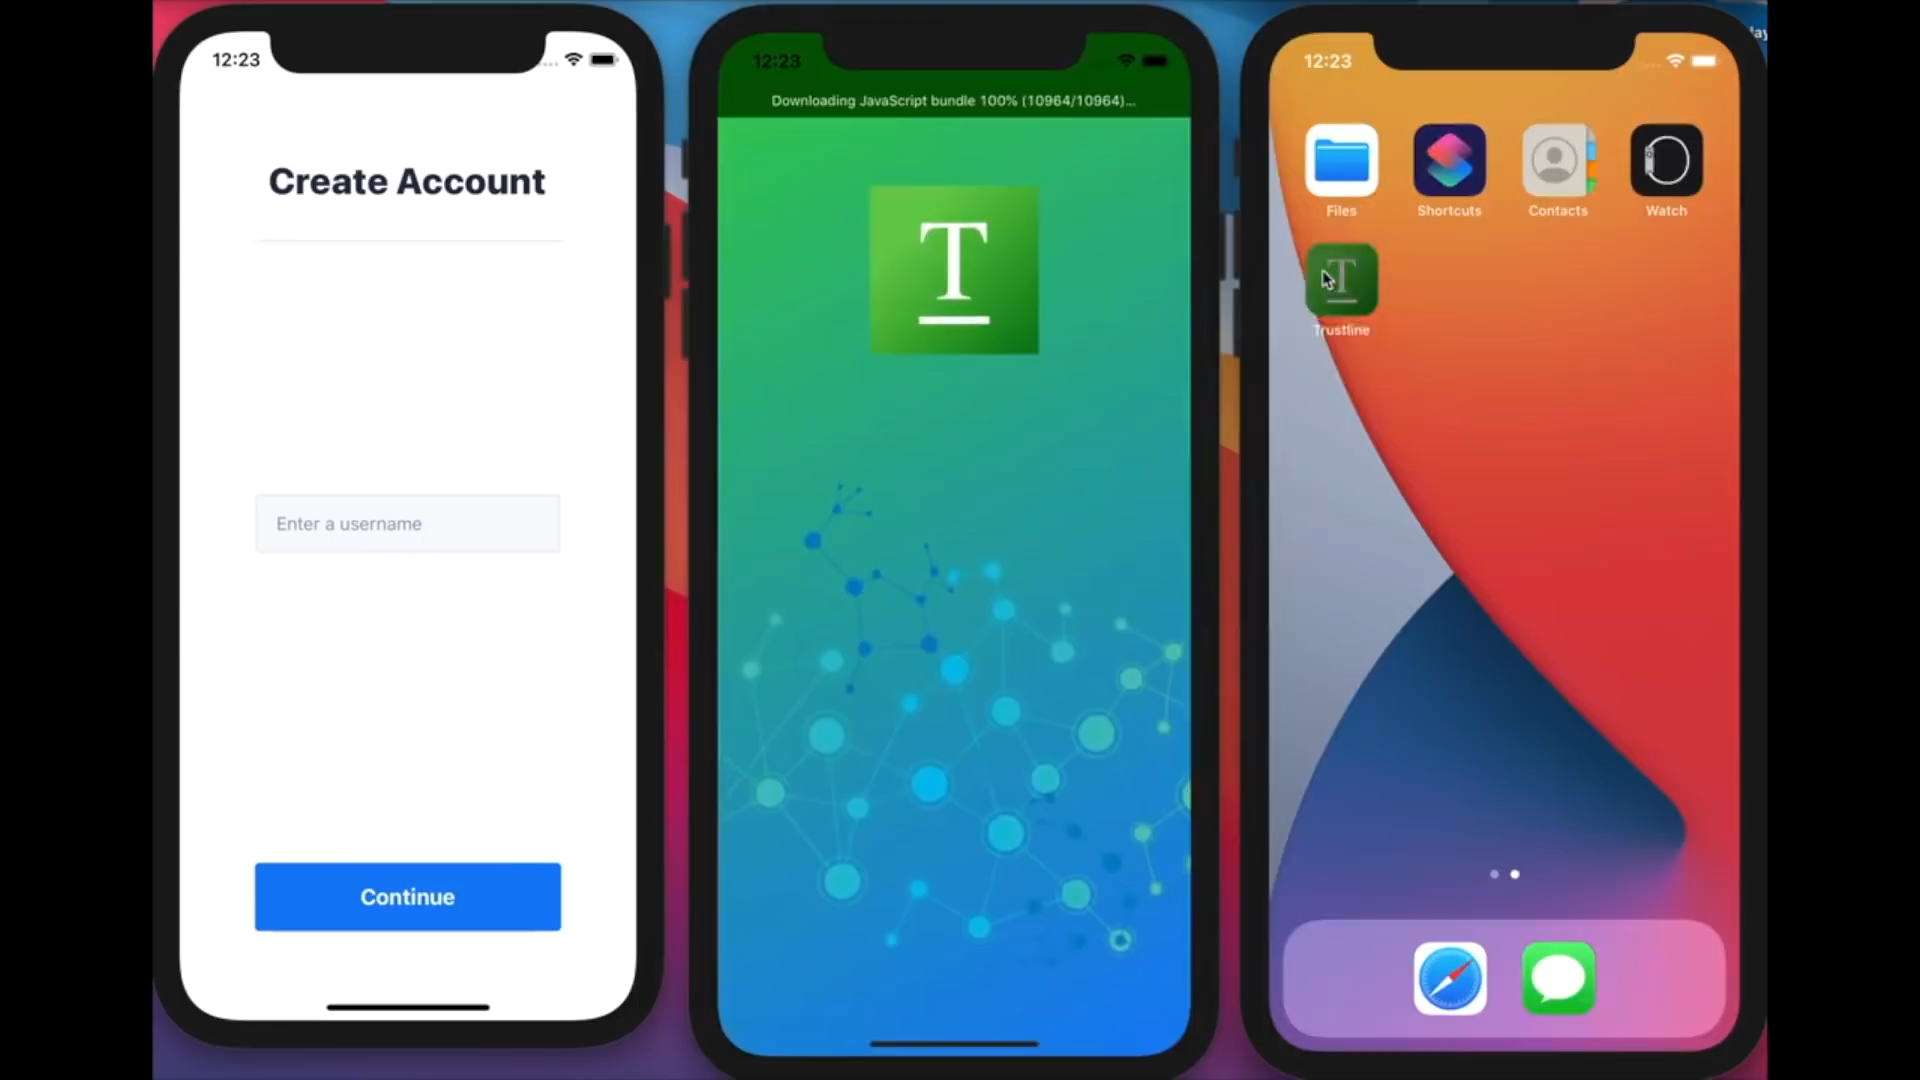 12:23
Create Account
Enter a username
Continue
12:23
Downloading JavaScript bundle 100% (10964/10964)...
T
12:23
Files
Shortcuts
Contacts
Watch
T
Trustline